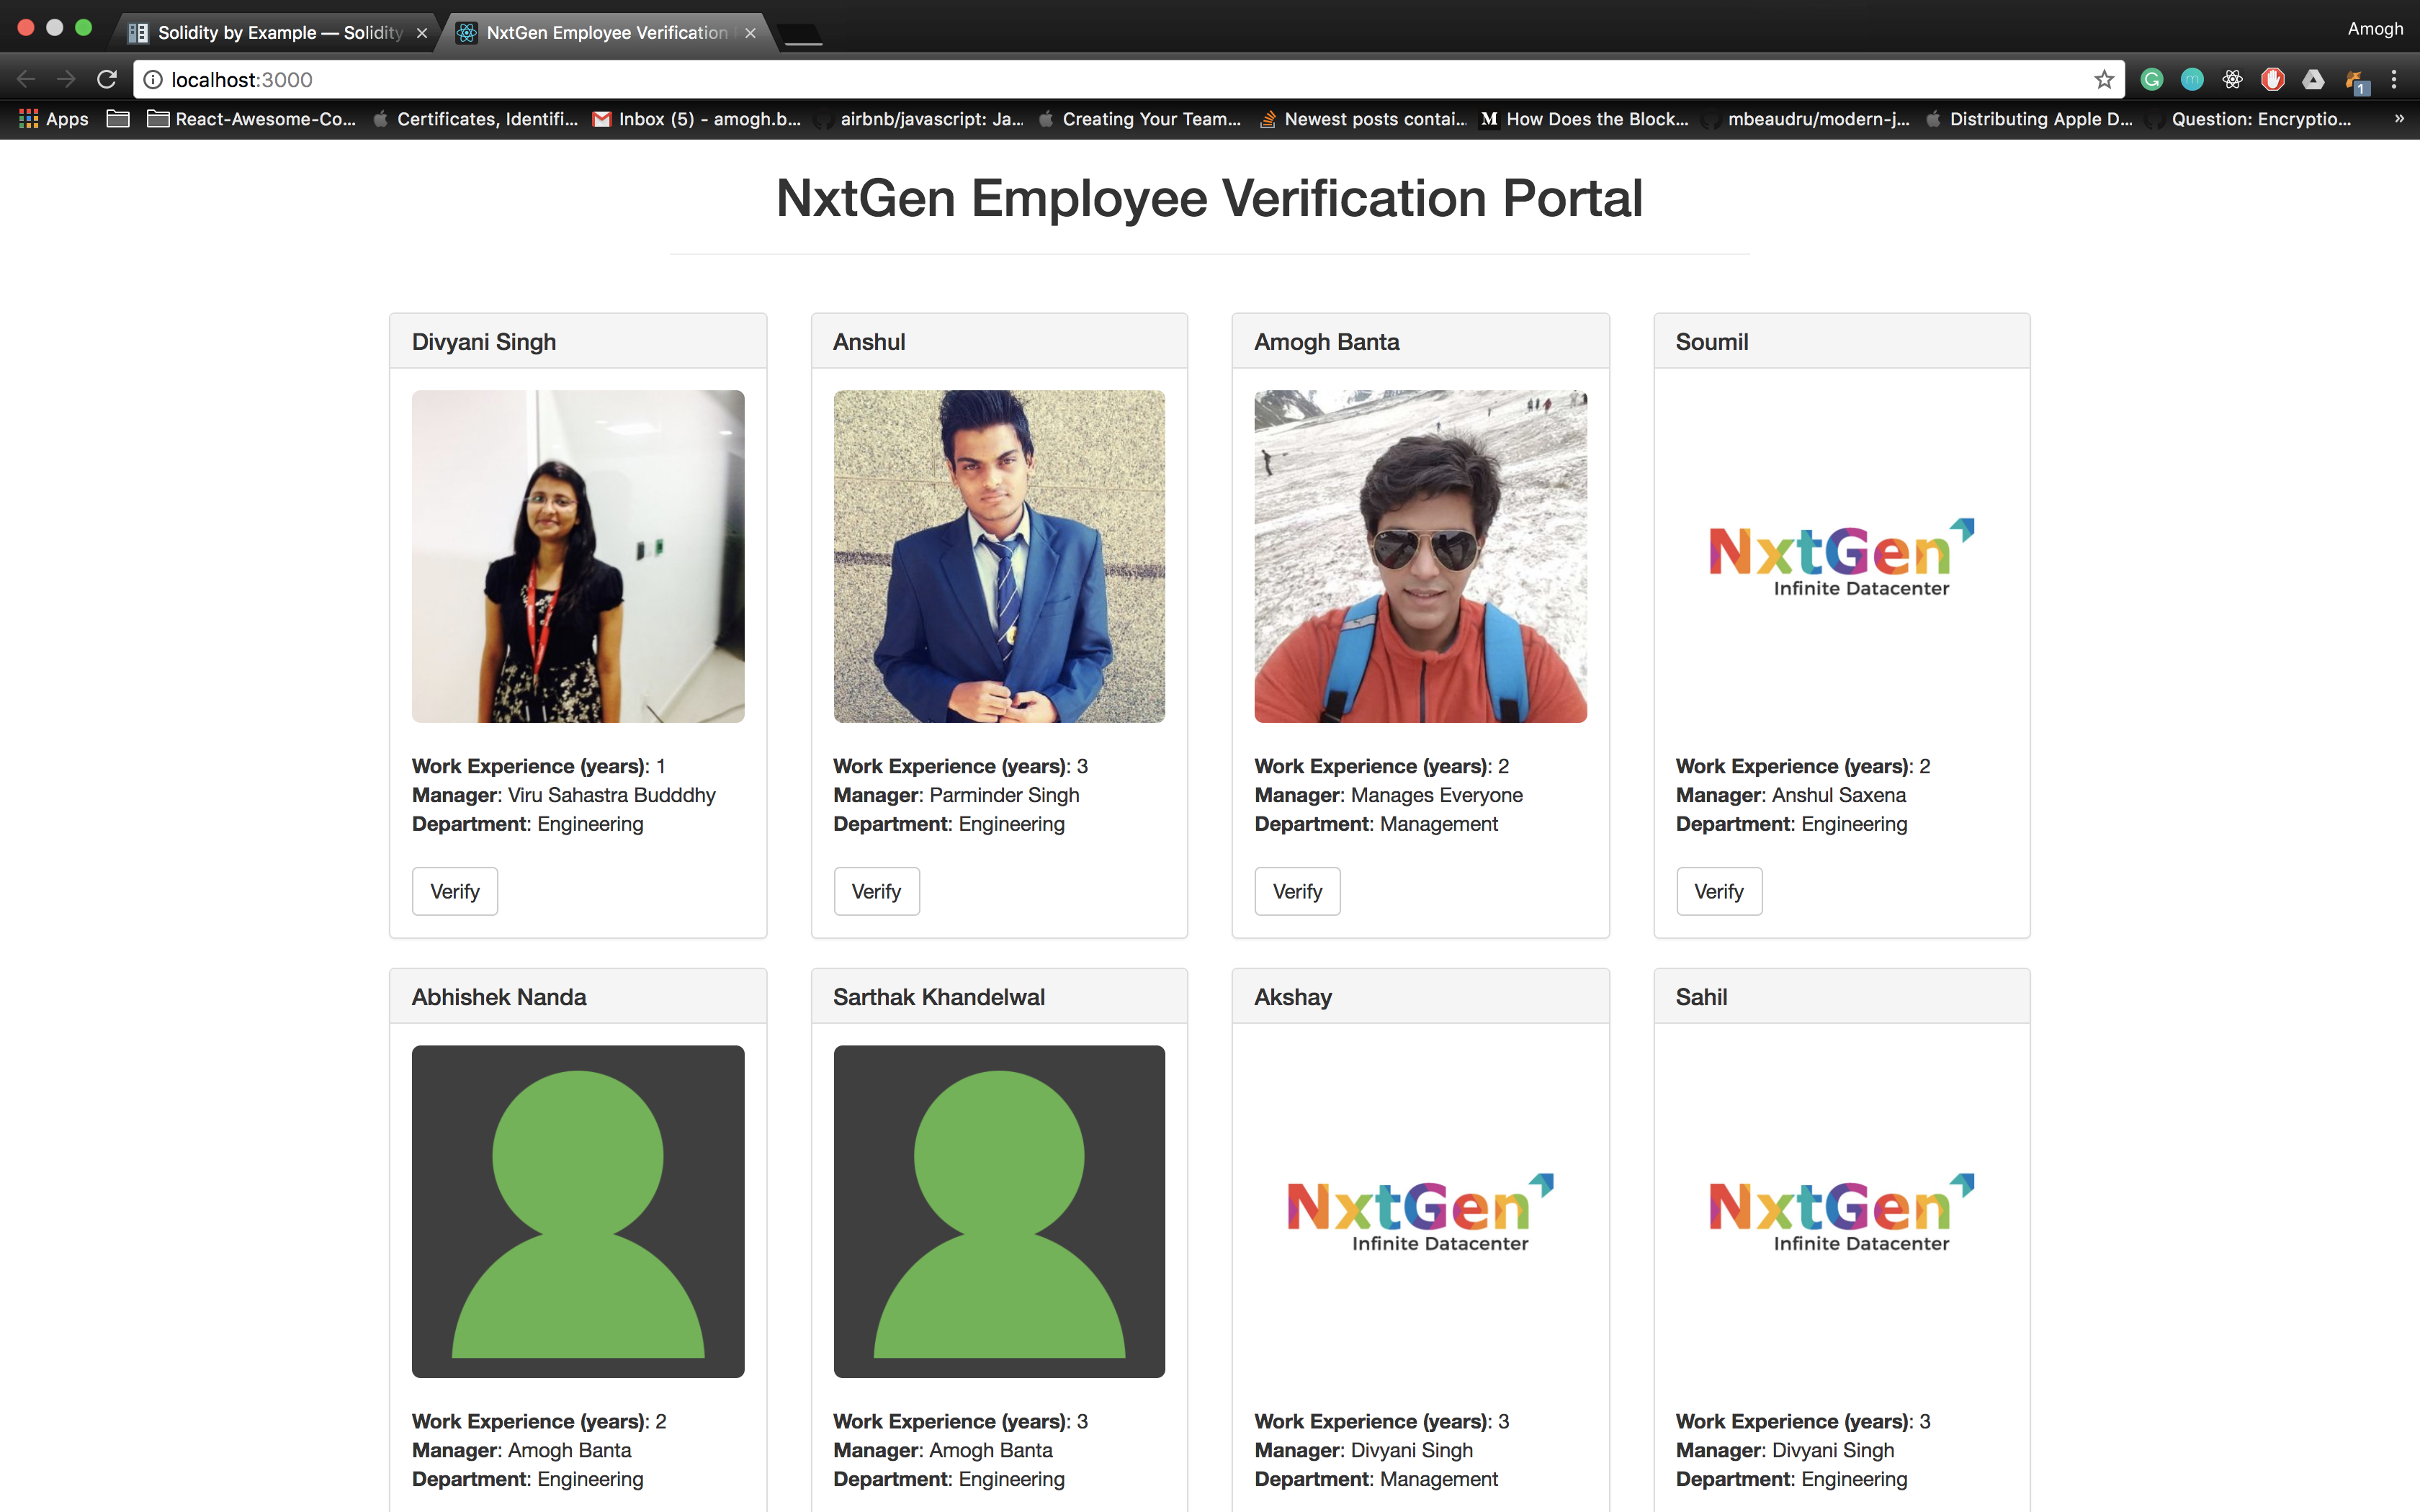 Solidity by Example — Solidity
NxtGen Employee Verification
Amogh
localhost:3000
1
Apps
React-Awesome-Co...
Certificates, Identifi...
Inbox (5) - amogh.b...
airbnb/javascript: Ja...
Creating Your Team...
Newest posts contai...
How Does the Block...
mbeaudru/modern-j...
Distributing Apple D...
Question: Encryptio...
»
NxtGen Employee Verification Portal
Divyani Singh
Work Experience (years): 1
Manager: Viru Sahastra Budddhy
Department: Engineering
Verify
Anshul
Work Experience (years): 3
Manager: Parminder Singh
Department: Engineering
Verify
Amogh Banta
Work Experience (years): 2
Manager: Manages Everyone
Department: Management
Verify
Soumil
NxtGen
Infinite Datacenter
Work Experience (years): 2
Manager: Anshul Saxena
Department: Engineering
Verify
Abhishek Nanda
Work Experience (years): 2
Manager: Amogh Banta
Department: Engineering
Sarthak Khandelwal
Work Experience (years): 3
Manager: Amogh Banta
Department: Engineering
Akshay
NxtGen
Infinite Datacenter
Work Experience (years): 3
Manager: Divyani Singh
Department: Management
Sahil
NxtGen
Infinite Datacenter
Work Experience (years): 3
Manager: Divyani Singh
Department: Engineering